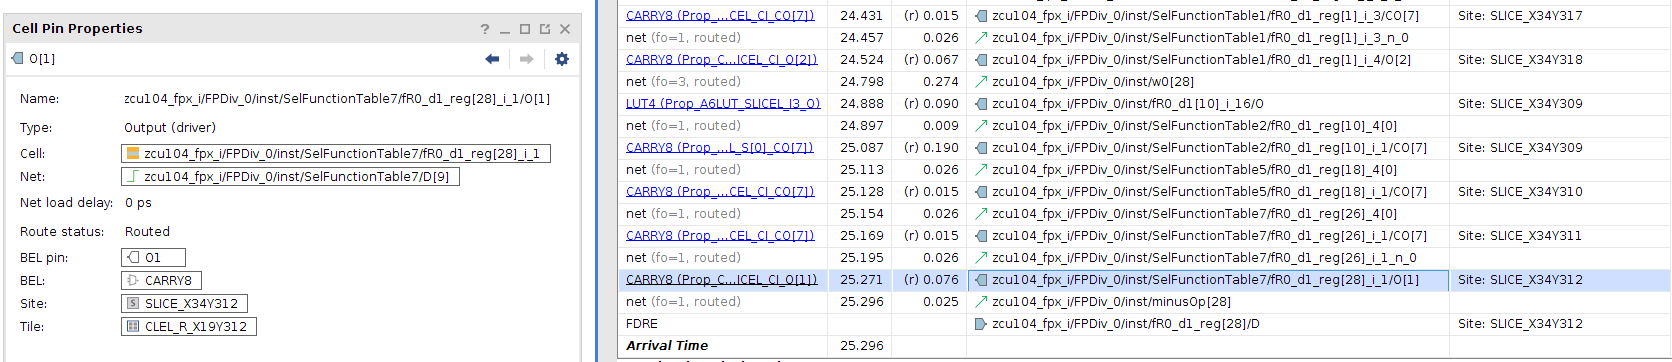 Cell Pin Properties
O[1]
Name: zcu104_fpx_i/FPDiv_0/inst/SelFunctionTable7/fR0_d1_reg[28]_i_1/O[1]
Type: Output (driver)
Cell: zcu104_fpx_i/FPDiv_0/inst/SelFunctionTable7/fR0_d1_reg[28]_i_1
Net: zcu104_fpx_i/FPDiv_0/inst/SelFunctionTable7/D[9]
Net load delay: 0 ps
Route status: Routed
BEL pin: O1
BEL: CARRY8
Site: SLICE_X34Y312
Tile: CLEL_R_X19Y312
CARRY8 (Prop_...CEL_CI_CO[7]) 24.431 (r) 0.015 zcu104_fpx_i/FPDiv_0/inst/SelFunctionTable1/fR0_d1_reg[1]_i_3/CO[7] Site: SLICE_X34Y317
net (fo=1, routed) 24.457 0.026 zcu104_fpx_i/FPDiv_0/inst/SelFunctionTable1/fR0_d1_reg[1]_i_3_n_0
CARRY8 (Prop_C...ICEL_CI_O[2]) 24.524 (r) 0.067 zcu104_fpx_i/FPDiv_0/inst/SelFunctionTable1/fR0_d1_reg[1]_i_4/O[2] Site: SLICE_X34Y318
net (fo=3, routed) 24.798 0.274 zcu104_fpx_i/FPDiv_0/inst/w0[28]
LUT4 (Prop_A6LUT_SLICEL_I3_O) 24.888 (r) 0.090 zcu104_fpx_i/FPDiv_0/inst/fR0_d1[10]_i_16/O Site: SLICE_X34Y309
net (fo=1, routed) 24.897 0.009 zcu104_fpx_i/FPDiv_0/inst/SelFunctionTable2/fR0_d1_reg[10]_4[0]
CARRY8 (Prop_...L_S[0]_CO[7]) 25.087 (r) 0.190 zcu104_fpx_i/FPDiv_0/inst/SelFunctionTable2/fR0_d1_reg[10]_i_1/CO[7] Site: SLICE_X34Y309
net (fo=1, routed) 25.113 0.026 zcu104_fpx_i/FPDiv_0/inst/SelFunctionTable5/fR0_d1_reg[18]_4[0]
CARRY8 (Prop_...CEL_CI_CO[7]) 25.128 (r) 0.015 zcu104_fpx_i/FPDiv_0/inst/SelFunctionTable5/fR0_d1_reg[18]_i_1/CO[7] Site: SLICE_X34Y310
net (fo=1, routed) 25.154 0.026 zcu104_fpx_i/FPDiv_0/inst/SelFunctionTable7/fR0_d1_reg[26]_4[0]
CARRY8 (Prop_...CEL_CI_CO[7]) 25.169 (r) 0.015 zcu104_fpx_i/FPDiv_0/inst/SelFunctionTable7/fR0_d1_reg[26]_i_1/CO[7] Site: SLICE_X34Y311
net (fo=1, routed) 25.195 0.026 zcu104_fpx_i/FPDiv_0/inst/SelFunctionTable7/fR0_d1_reg[26]_i_1_n_0
CARRY8 (Prop_C...ICEL_CI_O[1]) 25.271 (r) 0.076 zcu104_fpx_i/FPDiv_0/inst/SelFunctionTable7/fR0_d1_reg[28]_i_1/O[1] Site: SLICE_X34Y312
net (fo=1, routed) 25.296 0.025 zcu104_fpx_i/FPDiv_0/inst/minusOp[28]
FDRE zcu104_fpx_i/FPDiv_0/inst/fR0_d1_reg[28]/D Site: SLICE_X34Y312
Arrival Time 25.296